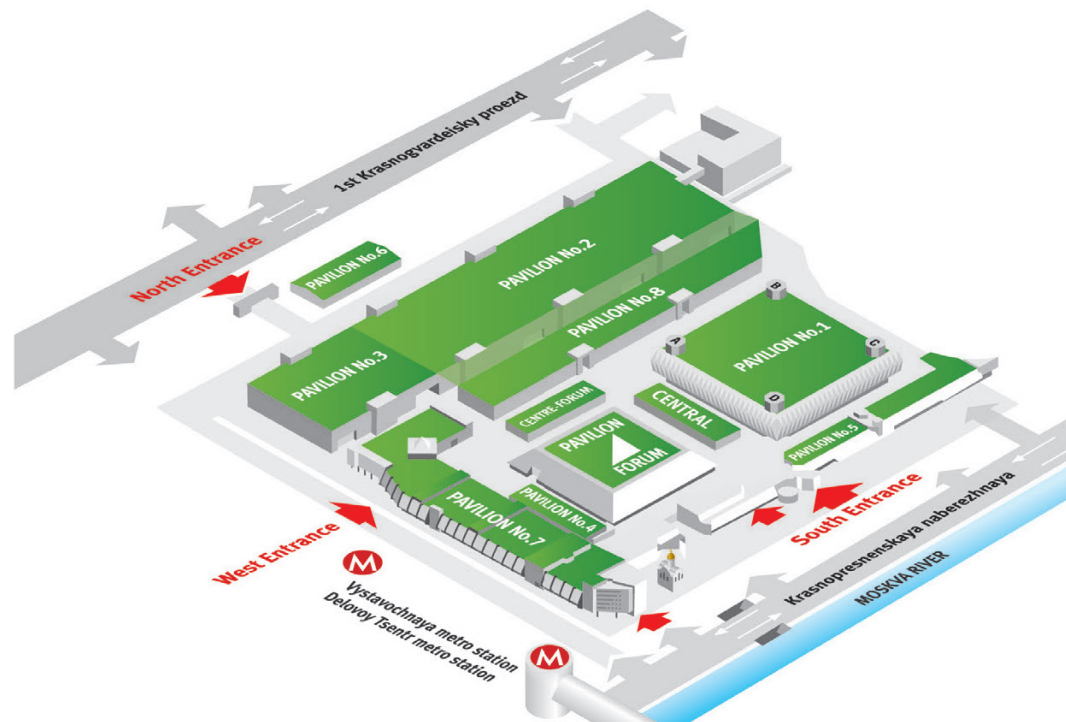 1st Krasnogvardeisky proezd
North Entrance
PAVILION No.6
PAVILION No.2
PAVILION No.8
PAVILION No.3
B
A
C
D
PAVILION No.1
CENTRE-FORUM
CENTRAL
PAVILION
FORUM
PAVILION No.5
PAVILION No.4
PAVILION No.7
West Entrance
South Entrance
M
Vystavochnaya metro station
Delovoy Tsentr metro station
M
Krasnopresnenskaya naberezhnaya
MOSKVA RIVER